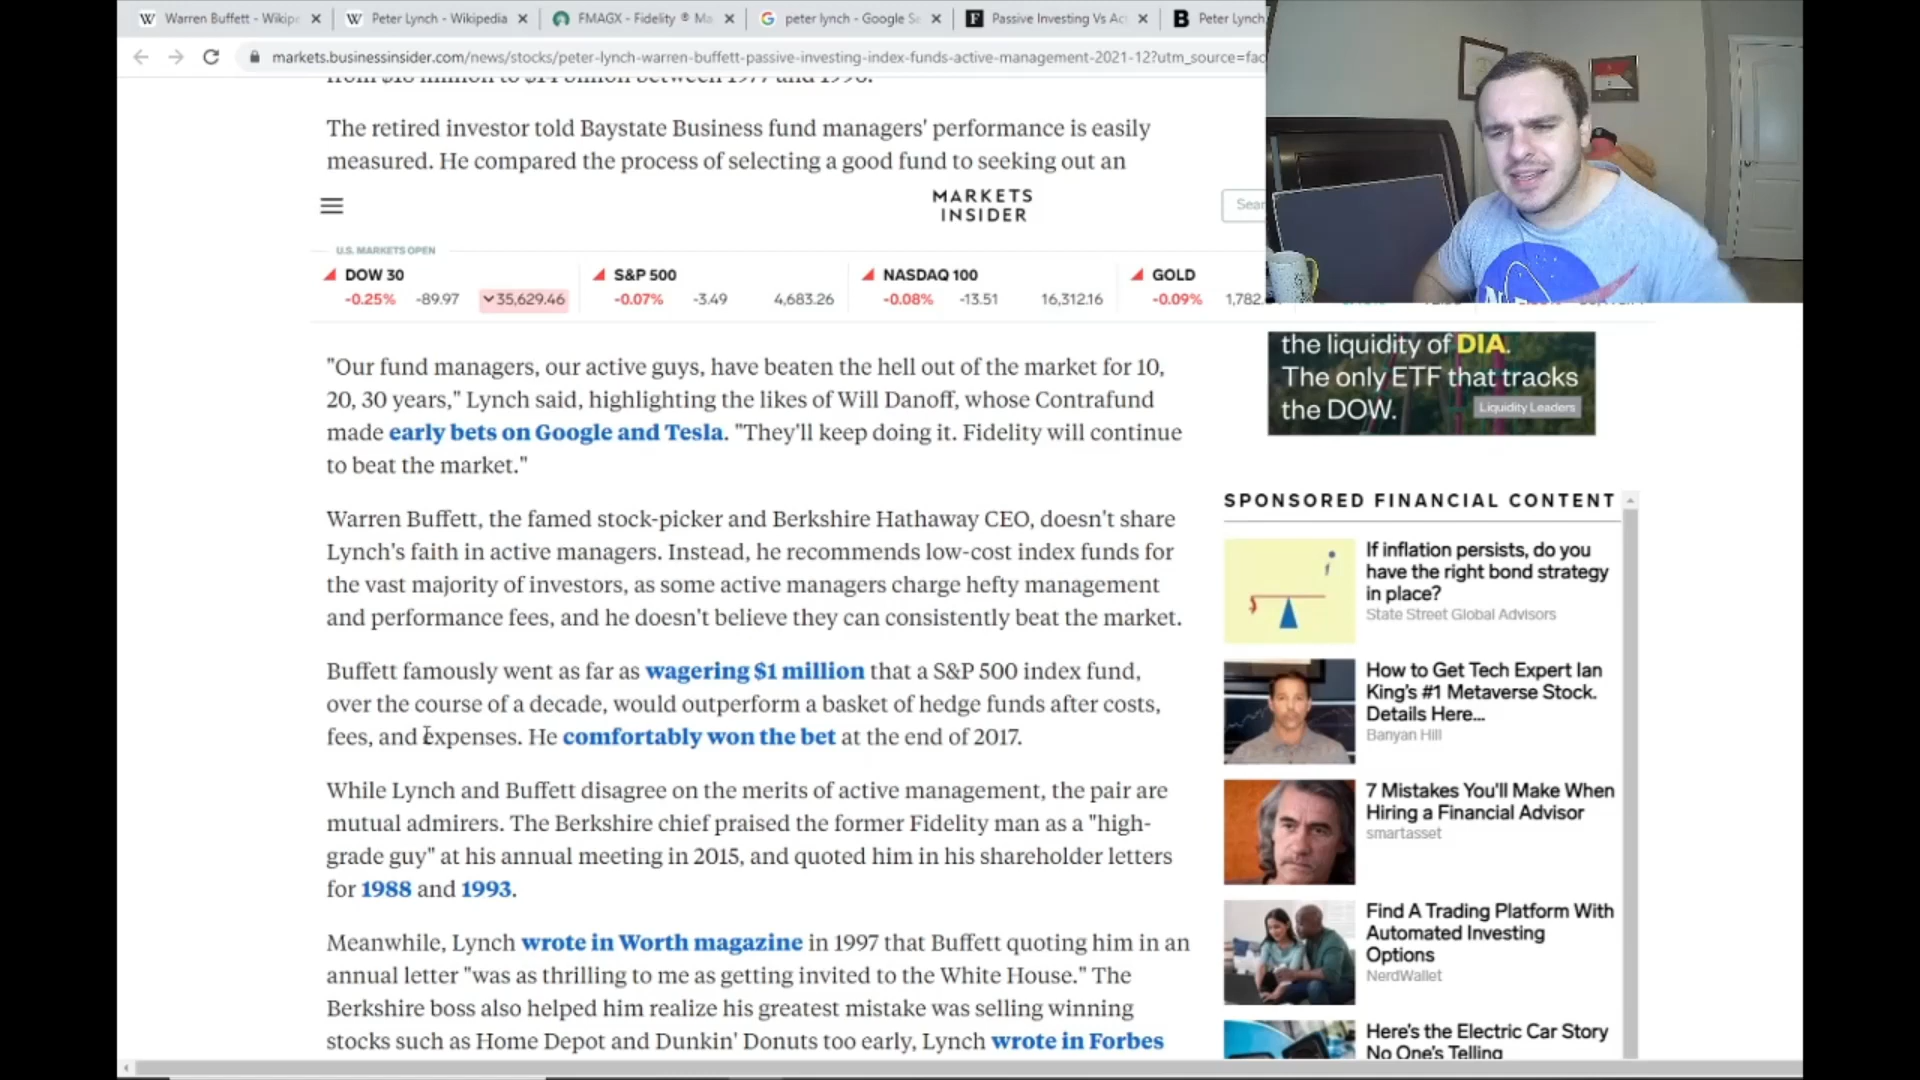 Warren Buffett - Wikip
Peter Lynch - Wikipedia
FMAGX - Fidelity ® Ma
peter lynch - Google Se
Passive Investing Vs Ac
Peter Lynch
markets.businessinsider.com/news/stocks/peter-lynch-warren-buffett-passive-investing-index-funds-active-management-2021-12?utm_source=fac
The retired investor told Baystate Business fund managers' performance is easily
measured. He compared the process of selecting a good fund to seeking out an
MARKETS
INSIDER
Sear
U.S. MARKETS OPEN
DOW 30
-0.25% -89.97 35,629.46
S&P 500
-0.07% -3.49 4,683.26
NASDAQ 100
-0.08% -13.51 16,312.16
GOLD
-0.09% 1,782.
"Our fund managers, our active guys, have beaten the hell out of the market for 10,
20, 30 years," Lynch said, highlighting the likes of Will Danoff, whose Contrafund
made early bets on Google and Tesla. "They'll keep doing it. Fidelity will continue
to beat the market."
Warren Buffett, the famed stock-picker and Berkshire Hathaway CEO, doesn't share
Lynch's faith in active managers. Instead, he recommends low-cost index funds for
the vast majority of investors, as some active managers charge hefty management
and performance fees, and he doesn't believe they can consistently beat the market.
Buffett famously went as far as wagering $1 million that a S&P 500 index fund,
over the course of a decade, would outperform a basket of hedge funds after costs,
fees, and expenses. He comfortably won the bet at the end of 2017.
While Lynch and Buffett disagree on the merits of active management, the pair are
mutual admirers. The Berkshire chief praised the former Fidelity man as a "high-
grade guy" at his annual meeting in 2015, and quoted him in his shareholder letters
for 1988 and 1993.
Meanwhile, Lynch wrote in Worth magazine in 1997 that Buffett quoting him in an
annual letter "was as thrilling to me as getting invited to the White House." The
Berkshire boss also helped him realize his greatest mistake was selling winning
stocks such as Home Depot and Dunkin' Donuts too early, Lynch wrote in Forbes
the liquidity of DIA.
The only ETF that tracks
the DOW.
Liquidity Leaders
SPONSORED FINANCIAL CONTENT
If inflation persists, do you
have the right bond strategy
in place?
State Street Global Advisors
How to Get Tech Expert Ian
King's #1 Metaverse Stock.
Details Here...
Banyan Hill
7 Mistakes You'll Make When
Hiring a Financial Advisor
smartasset
Find A Trading Platform With
Automated Investing
Options
NerdWallet
Here's the Electric Car Story
No One's Telling